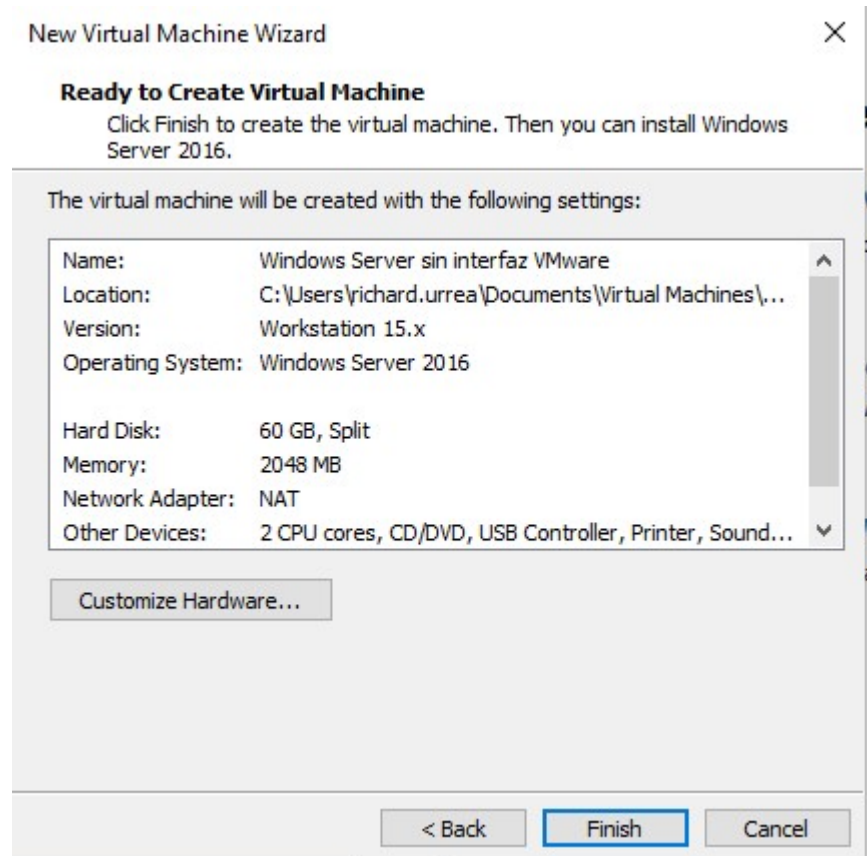 New Virtual Machine Wizard
Ready to Create Virtual Machine
Click Finish to create the virtual machine. Then you can install Windows
Server 2016.
The virtual machine will be created with the following settings:
Name: Windows Server sin interfaz VMware
Location: C:\Users\richard.urrea\Documents\Virtual Machines\...
Version: Workstation 15.x
Operating System: Windows Server 2016
Hard Disk: 60 GB, Split
Memory: 2048 MB
Network Adapter: NAT
Other Devices: 2 CPU cores, CD/DVD, USB Controller, Printer, Sound...
Customize Hardware...
< Back Finish Cancel